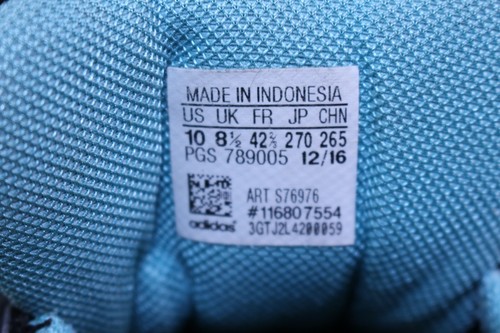 MADE IN INDONESIA
US UK FR JP CHN
10 8½ 42⅔ 270 265
PGS 789005 12/16
ART S76976
#116807554
adidas 3GTJ2L4200059